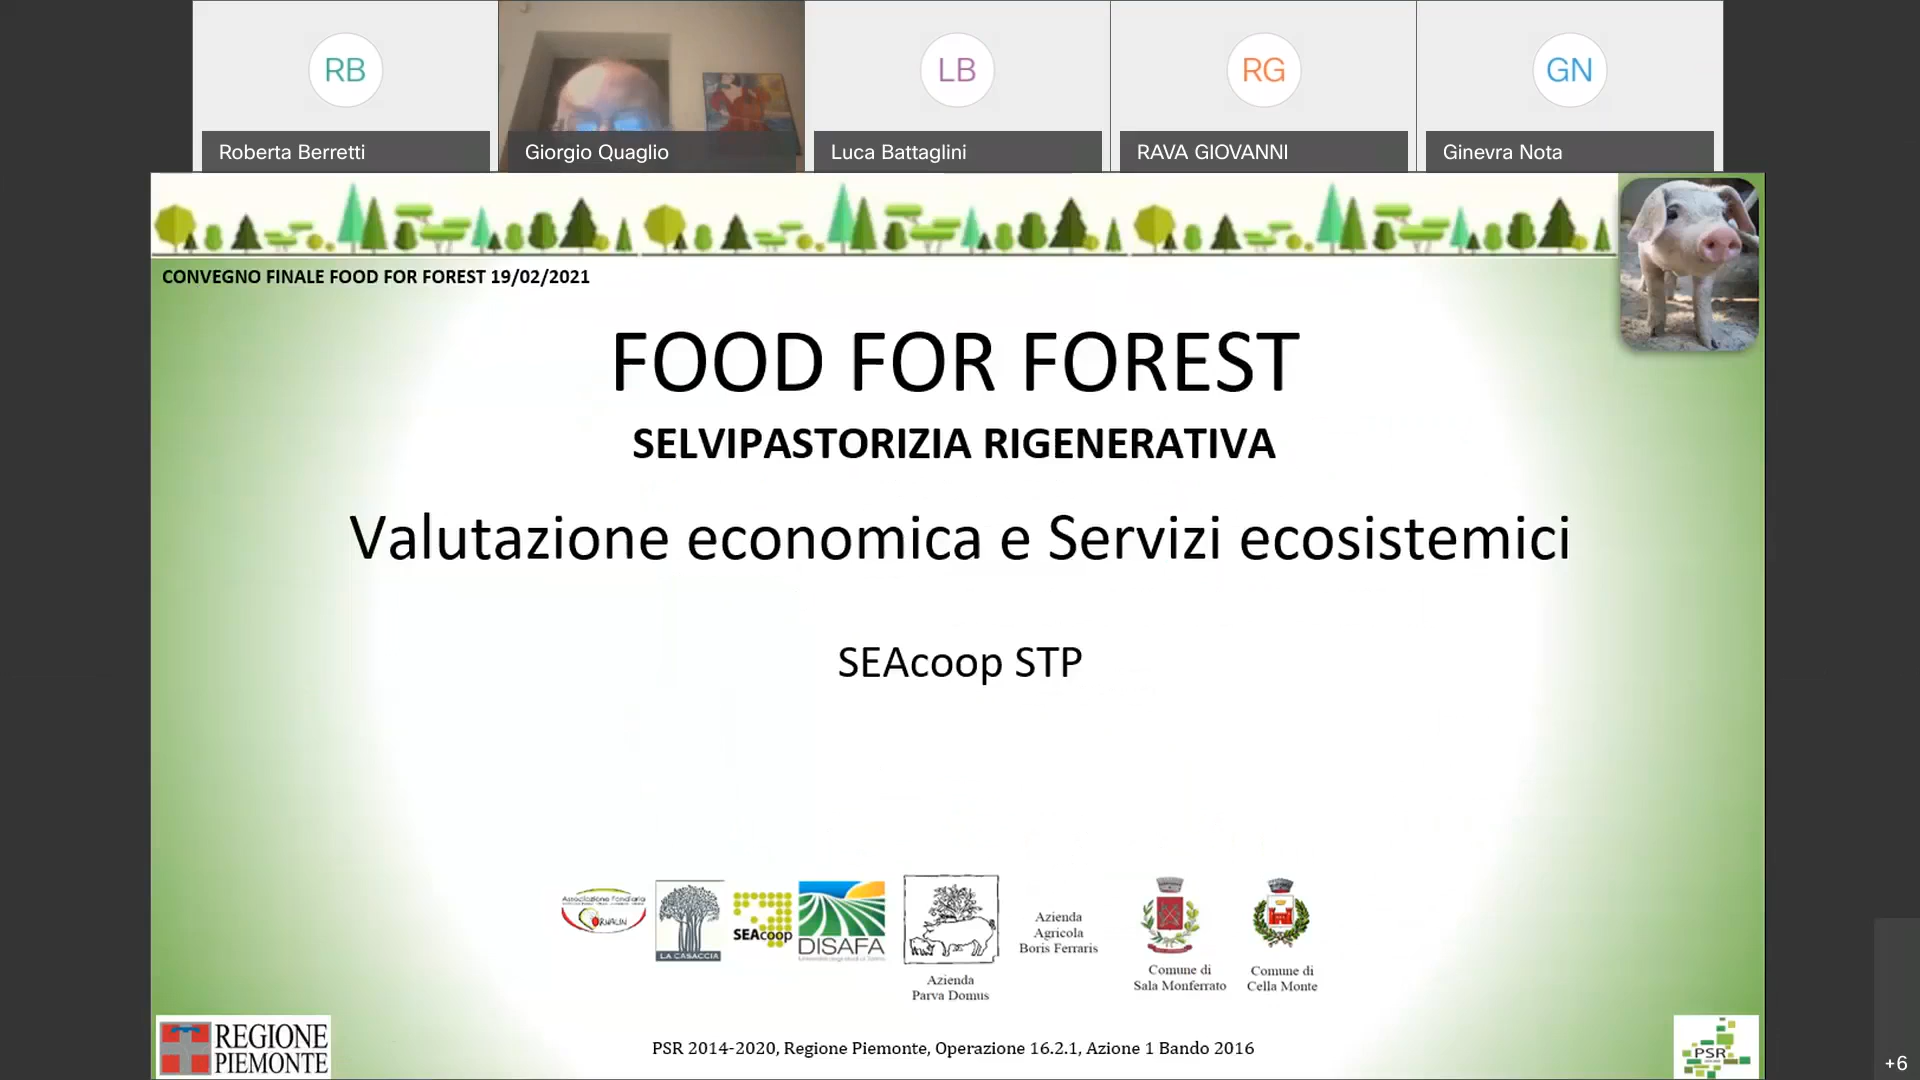 RB
LB
RG
GN
Roberta Berretti
Giorgio Quaglio
Luca Battaglini
RAVA GIOVANNI
Ginevra Nota
CONVEGNO FINALE FOOD FOR FOREST 19/02/2021
FOOD FOR FOREST
SELVIPASTORIZIA RIGENERATIVA
Valutazione economica e Servizi ecosistemici
SEAcoop STP
Associazione Fondiaria
LA CASACCIA
SEAcoop
DISAFA
Azienda
Parva Domus
Azienda
Agricola
Boris Ferraris
Comune di
Sala Monferrato
Comune di
Cella Monte
REGIONE
PIEMONTE
PSR 2014-2020, Regione Piemonte, Operazione 16.2.1, Azione 1 Bando 2016
PSR
+6